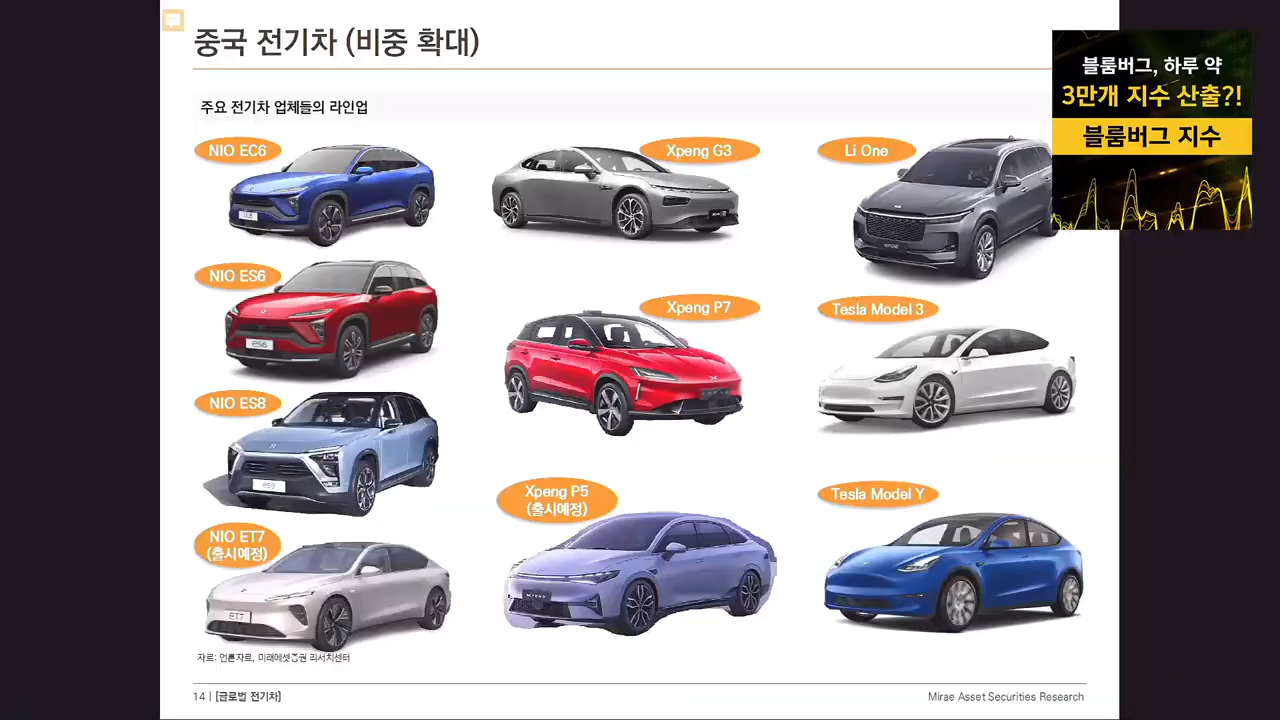 중국 전기차 (비중 확대)
블룸버그, 하루 약
3만개 지수 산출?!
블룸버그 지수
주요 전기차 업체들의 라인업
NIO EC6
Xpeng G3
Li One
NIO ES6
es6
Xpeng P7
Tesla Model 3
NIO ES8
es8
Xpeng P5
(출시예정)
Tesla Model Y
NIO ET7
(출시예정)
eT7
자료: 언론자료, 미래에셋증권 리서치센터
14 | [글로벌 전기차]
Mirae Asset Securities Research